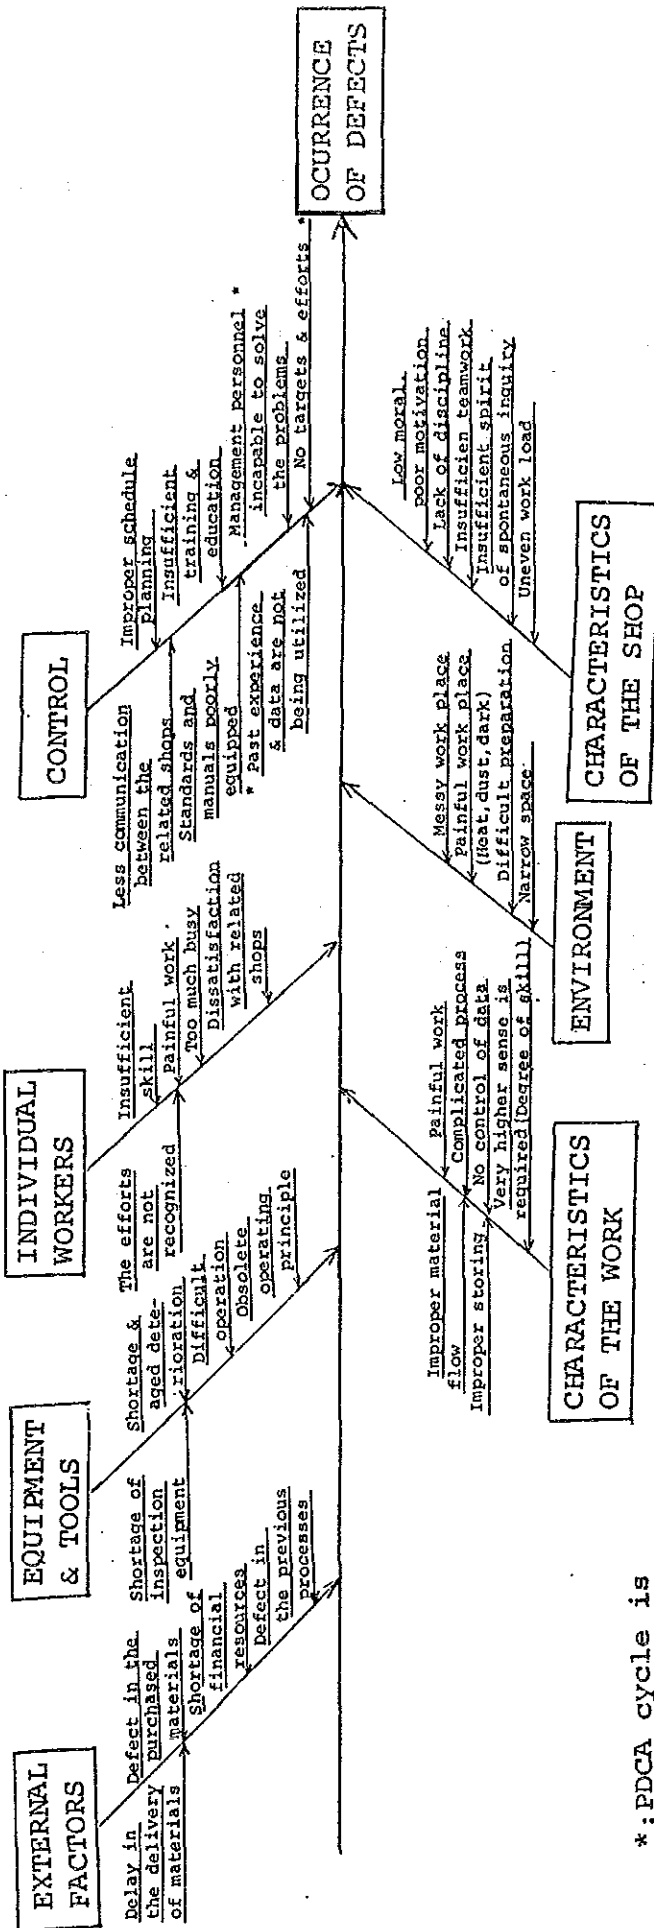 EXTERNAL
FACTORS
Delay in
the delivery
of materials
Defect in the
purchased
materials
Shortage of
financial
resources
Defect in
the previous
processes
EQUIPMENT
& TOOLS
Shortage of
inspection
equipment
Shortage &
aged dete-
rioration
Difficult
operation
Obsolete
operating
principle
INDIVIDUAL
WORKERS
The efforts
are not
recognized
Insufficient
skill
Painful work
Too much busy
Dissatisfaction
with related
shops
CONTROL
Less communication
between the
related shops
Standards and
manuals poorly
equipped
* Past experience
& data are not
being utilized
Improper schedule
planning
Insufficient
training &
education
Management personnel *
incapable to solve
the problems
No targets & efforts *
OCURRENCE
OF DEFECTS
Improper material
flow
Improper storing
Painful work
Complicated process
No control of data
Very higher sense is
required(Degree of skill)
CHARACTERISTICS
OF THE WORK
Messy work place
Painful work place
(Heat,dust,dark)
Difficult preparation
Narrow space
ENVIRONMENT
Low moral
poor motivation
Lack of discipline
Insufficien teamwork
Insufficient spirit
of spontaneous inquiry
Uneven work load
CHARACTERISTICS
OF THE SHOP
*:PDCA cycle is